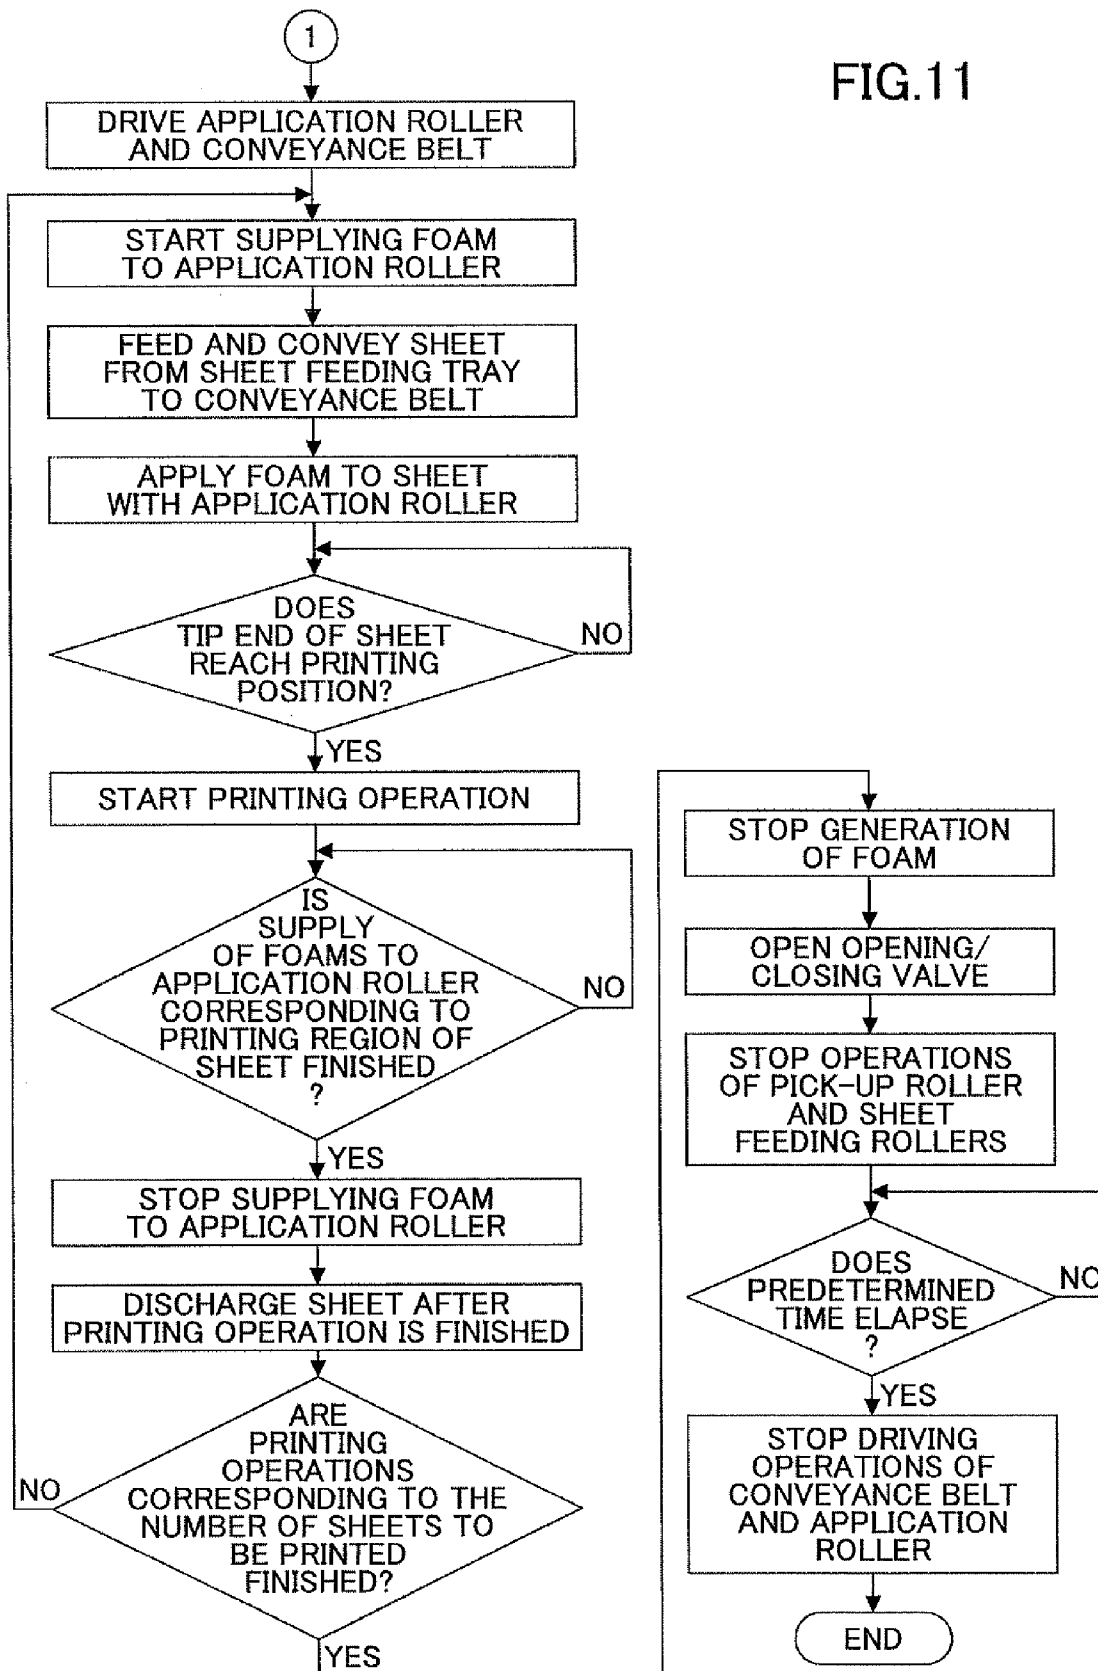 1
FIG.11
DRIVE APPLICATION ROLLER
AND CONVEYANCE BELT
START SUPPLYING FOAM
TO APPLICATION ROLLER
FEED AND CONVEY SHEET
FROM SHEET FEEDING TRAY
TO CONVEYANCE BELT
APPLY FOAM TO SHEET
WITH APPLICATION ROLLER
DOES
TIP END OF SHEET
REACH PRINTING
POSITION?
NO
YES
START PRINTING OPERATION
IS
SUPPLY
OF FOAMS TO
APPLICATION ROLLER
CORRESPONDING TO
PRINTING REGION OF
SHEET FINISHED
?
NO
YES
STOP SUPPLYING FOAM
TO APPLICATION ROLLER
DISCHARGE SHEET AFTER
PRINTING OPERATION IS FINISHED
ARE
PRINTING
OPERATIONS
CORRESPONDING TO THE
NUMBER OF SHEETS TO
BE PRINTED
FINISHED?
NO
YES
STOP GENERATION
OF FOAM
OPEN OPENING/
CLOSING VALVE
STOP OPERATIONS
OF PICK-UP ROLLER
AND SHEET
FEEDING ROLLERS
DOES
PREDETERMINED
TIME ELAPSE
?
NO
YES
STOP DRIVING
OPERATIONS OF
CONVEYANCE BELT
AND APPLICATION
ROLLER
END